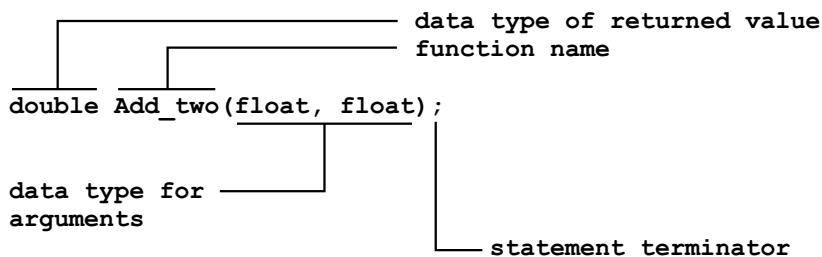 data type of returned value
function name
double Add_two(float, float);
data type for
arguments
statement terminator